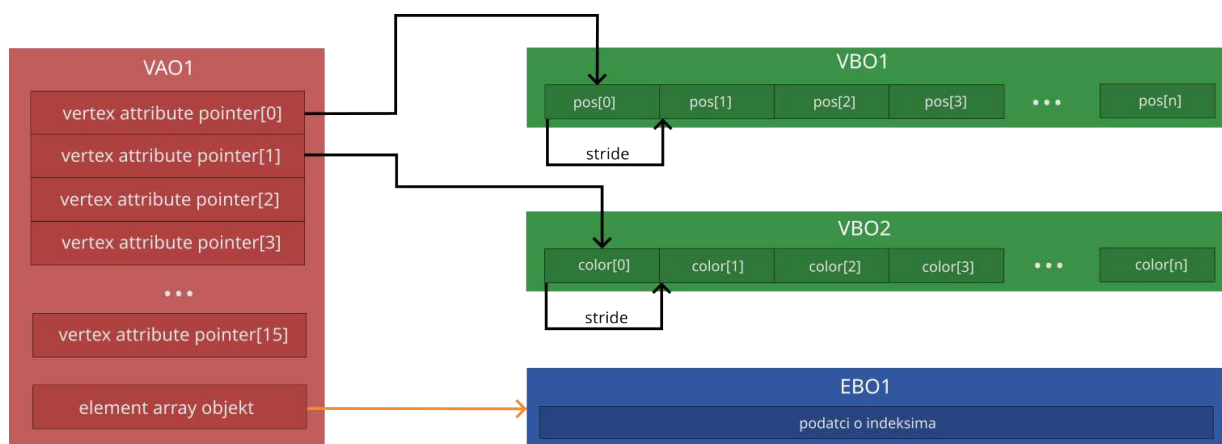 VAO1
vertex attribute pointer[0]
vertex attribute pointer[1]
vertex attribute pointer[2]
vertex attribute pointer[3]
...
vertex attribute pointer[15]
element array objekt
VBO1
pos[0] pos[1] pos[2] pos[3] ... pos[n]
stride
VBO2
color[0] color[1] color[2] color[3] ... color[n]
stride
EBO1
podatci o indeksima